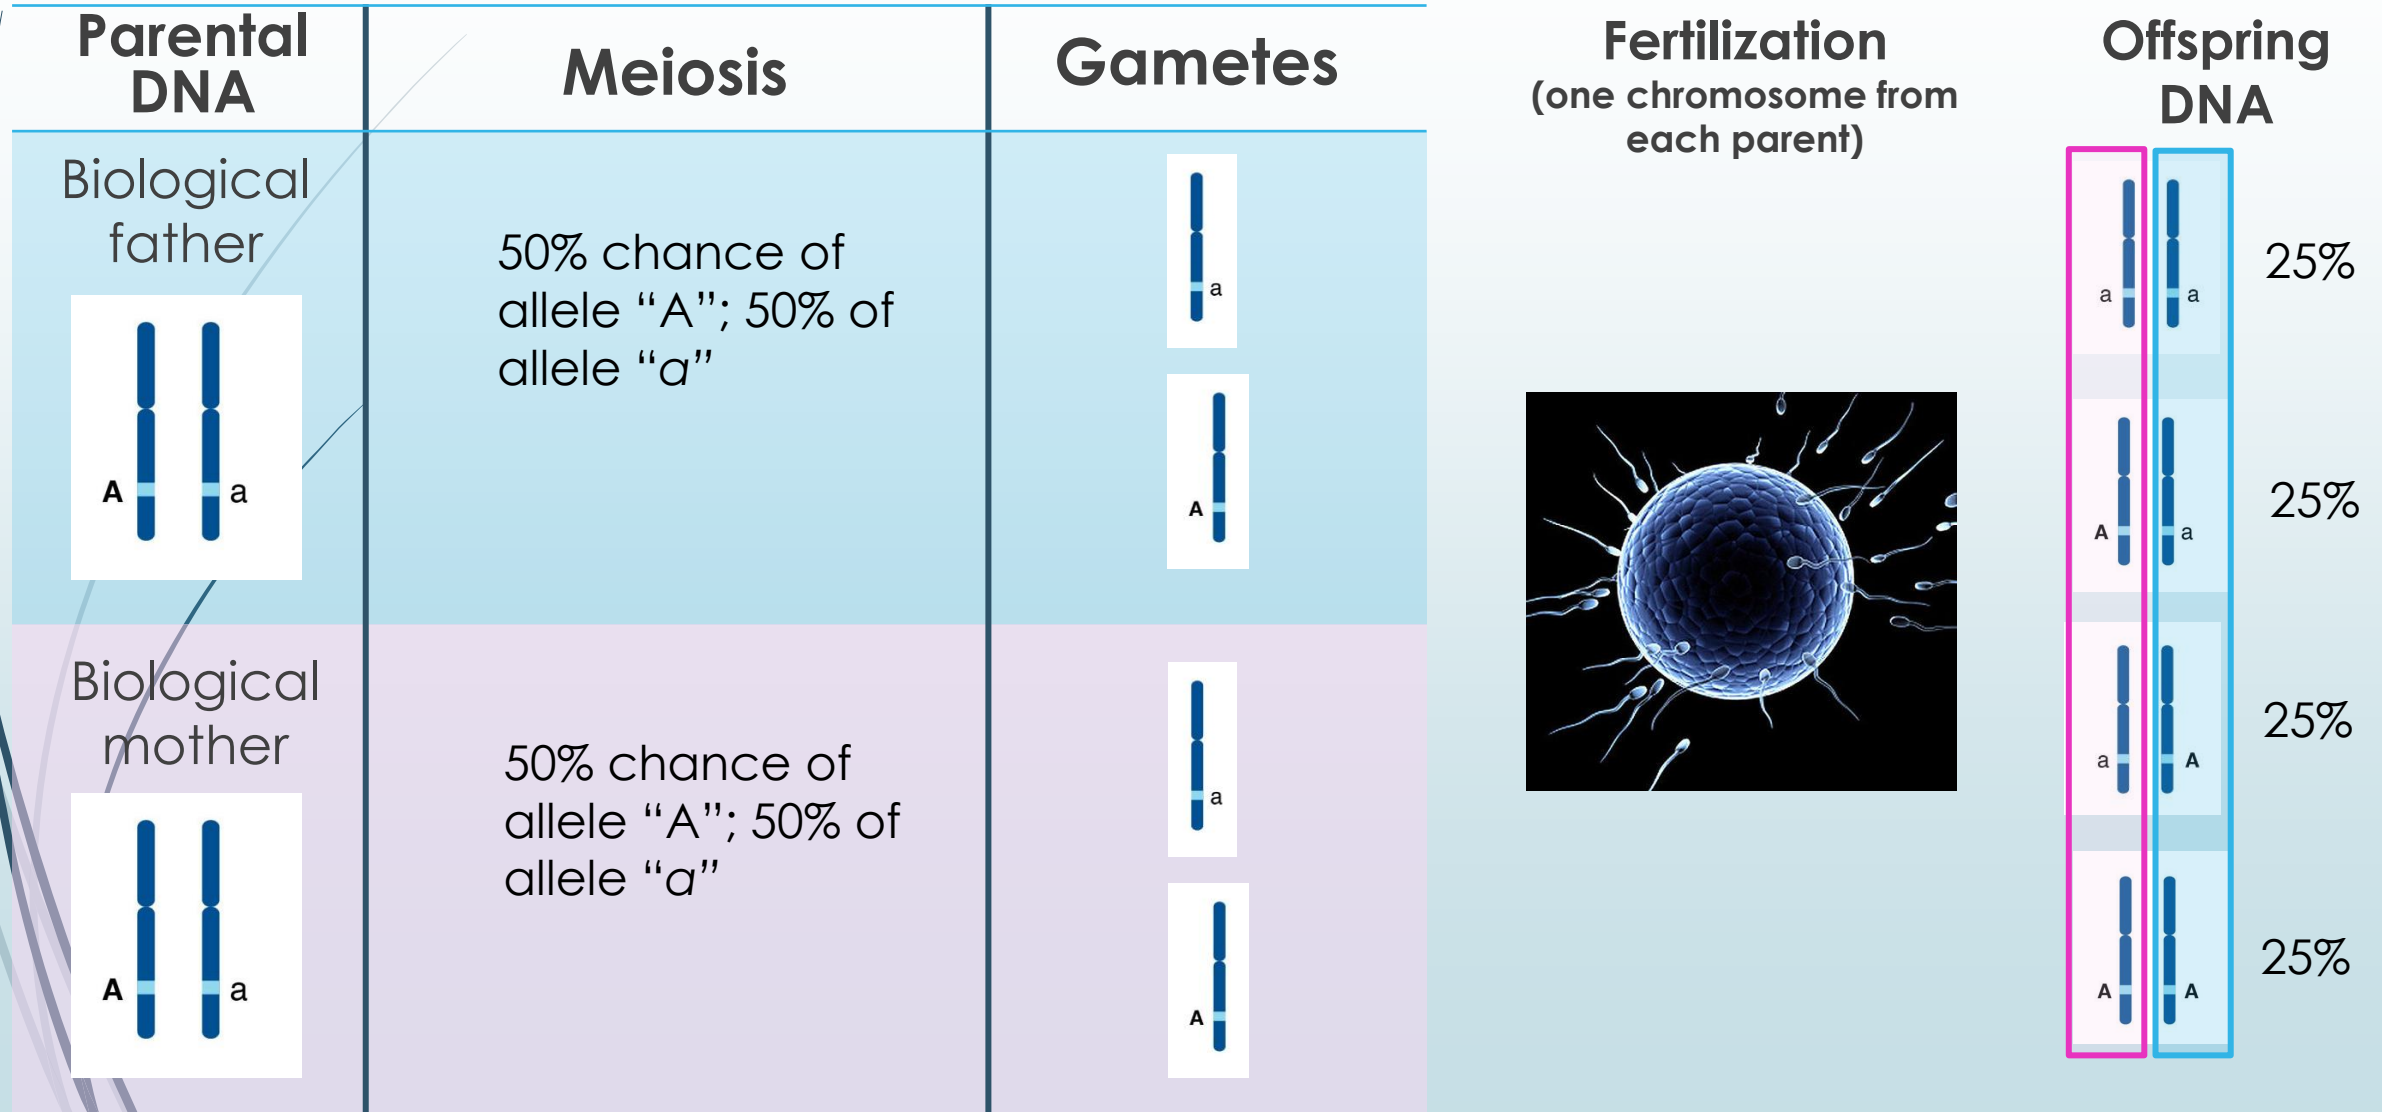 Parental
DNA
Meiosis
Gametes
Fertilization
(one chromosome from
each parent)
Offspring
DNA
Biological
father
A
a
50% chance of
allele “A”; 50% of
allele “a”
a
A
Biological
mother
A
a
50% chance of
allele “A”; 50% of
allele “a”
a
A
a a 25%
A a 25%
a A 25%
A A 25%